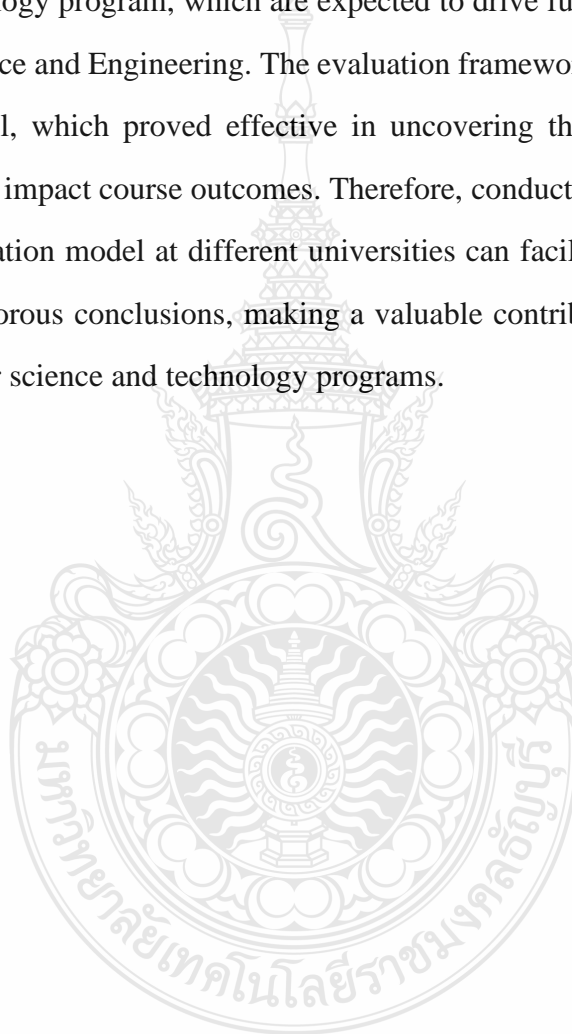 ology program, which are expected to drive fu
ce and Engineering. The evaluation framewor
l, which proved effective in uncovering th
impact course outcomes. Therefore, conduct
ation model at different universities can facil
orous conclusions, making a valuable contrib
r science and technology programs.
มหาวิทยาลัยเทคโนโลยีราชมงคลธัญบุรี